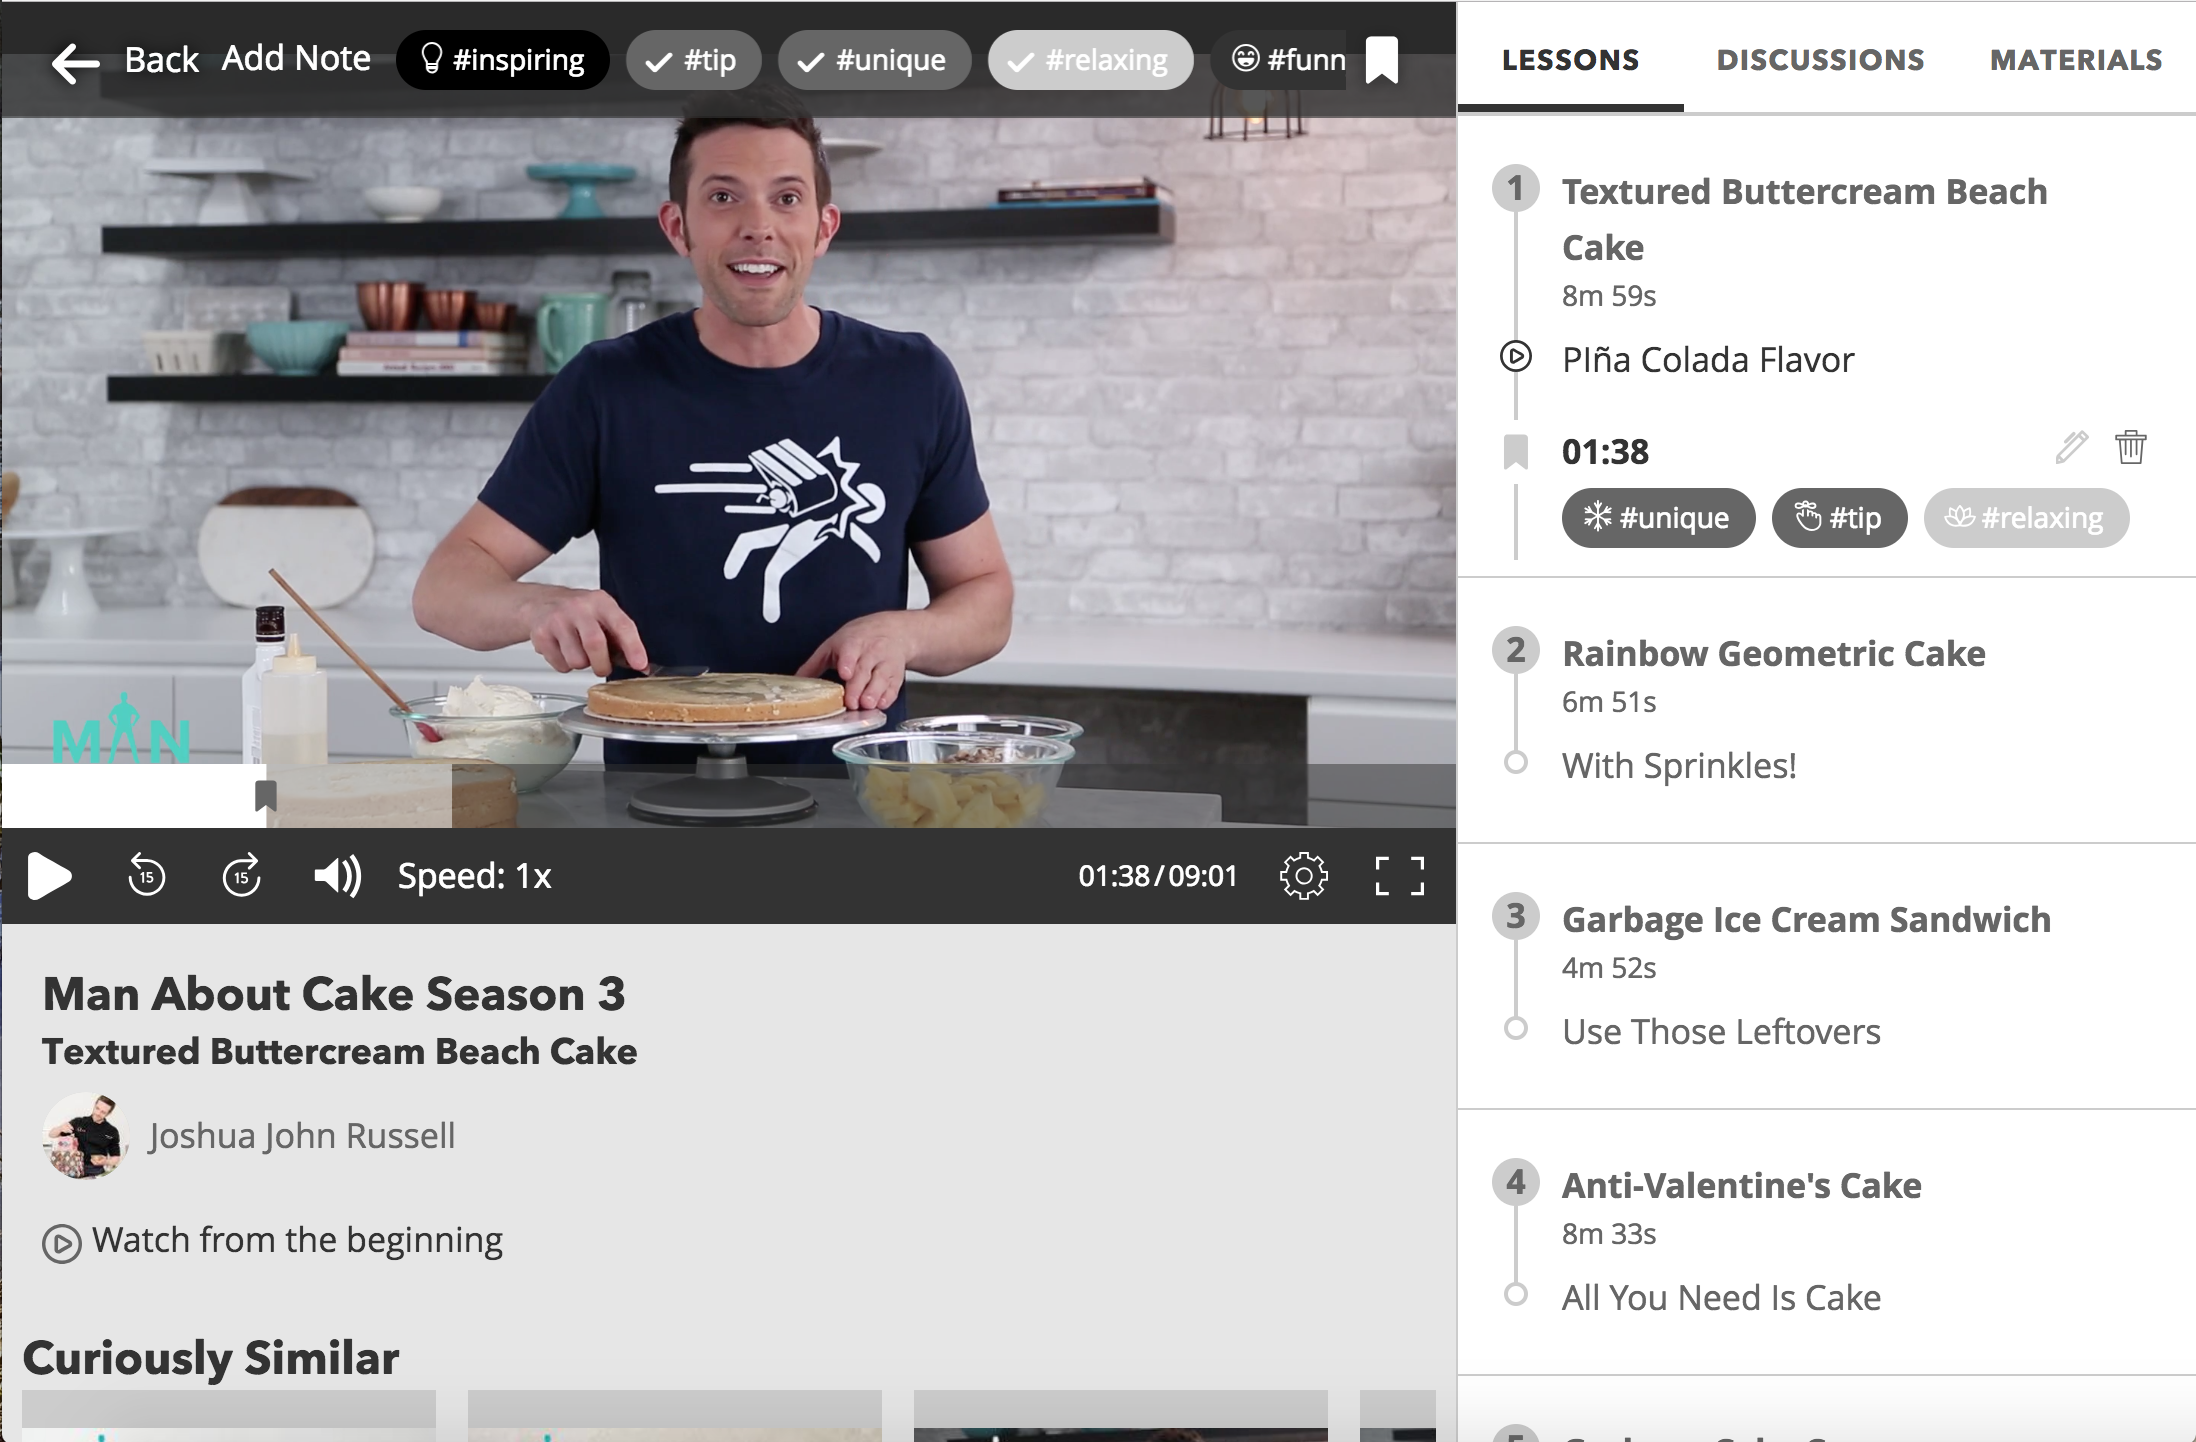 Back
Add Note
#inspiring
#tip
#unique
#relaxing
#funn
MAN
15
15
Speed: 1x
01:38/09:01
Man About Cake Season 3
Textured Buttercream Beach Cake
Joshua John Russell
Watch from the beginning
Curiously Similar
LESSONS
DISCUSSIONS
MATERIALS
1
Textured Buttercream Beach
Cake
8m 59s
PIña Colada Flavor
01:38
#unique
#tip
#relaxing
2
Rainbow Geometric Cake
6m 51s
With Sprinkles!
3
Garbage Ice Cream Sandwich
4m 52s
Use Those Leftovers
4
Anti-Valentine's Cake
8m 33s
All You Need Is Cake